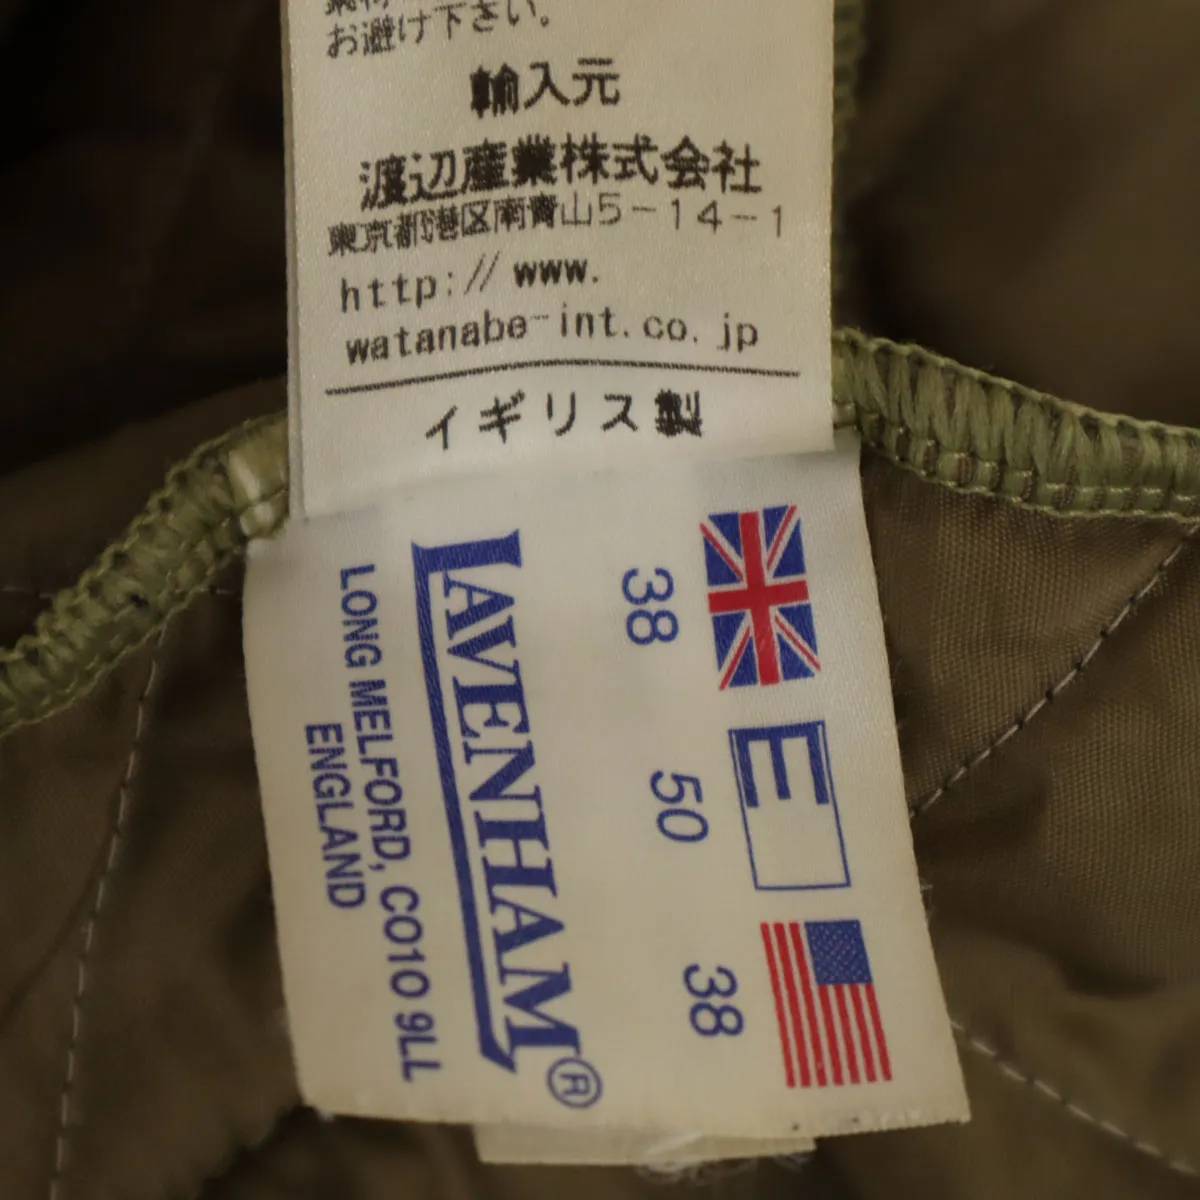 お避け下さい。
輸入元
渡辺産業株式会社
東京都港区南青山5-14-1
http://www.
watanabe-int.co.jp
イギリス製
LAVENHAM®
LONG MELFORD, CO10 9LL
ENGLAND
38
E
50
38